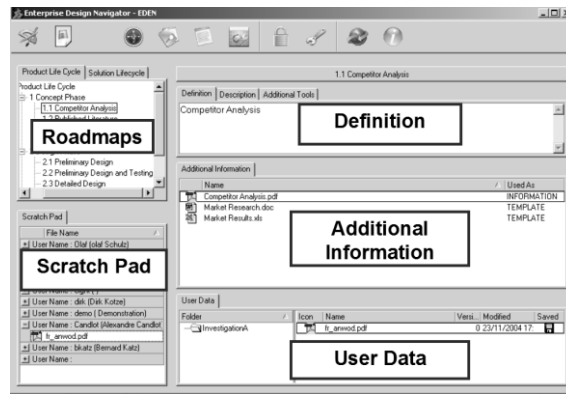 Enterprise Design Navigator - EDEN
Product Life Cycle
Solution Lifecycle
Product Life Cycle
1 Concept Phase
1.1 Competitor Analysis
Roadmaps
2.1 Preliminary Design
2.2 Preliminary Design and Testing
2.3 Detailed Design
1.1 Competitor Analysis
Definition
Description
Additional Tools
Competitor Analysis
Definition
Additional Information
Name
Used As
Competitor Analysis.pdf
INFORMATION
Market Research.doc
TEMPLATE
Market Results.xls
TEMPLATE
Additional
Information
Scratch Pad
File Name
User Name : Olaf (olaf Schulz)
Scratch Pad
User Name : dirk (Dirk Kotze)
User Name : demo ( Demonstration)
User Name : Candlot (Alexandre Candlot
fr_anwod.pdf
User Name : bkatz (Bernard Katz)
User Name :
User Data
Folder
InvestigationA
Icon
Name
Versi...
Modified
Saved
fr_anwod.pdf
0
23/11/2004 17:
User Data